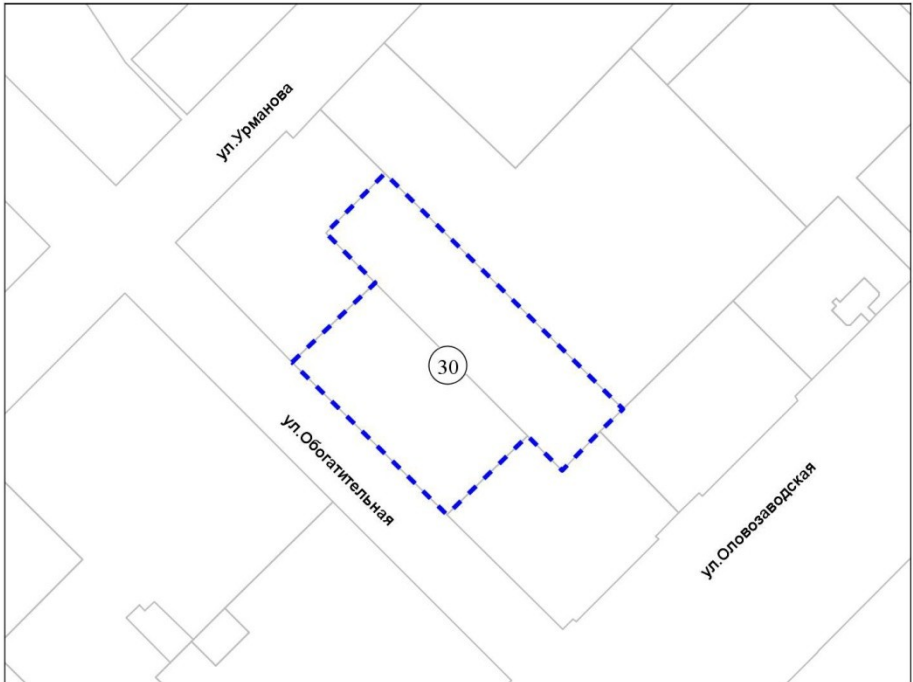 ул.Урманова
30
ул.Обогатительная
ул.Оловозаводская